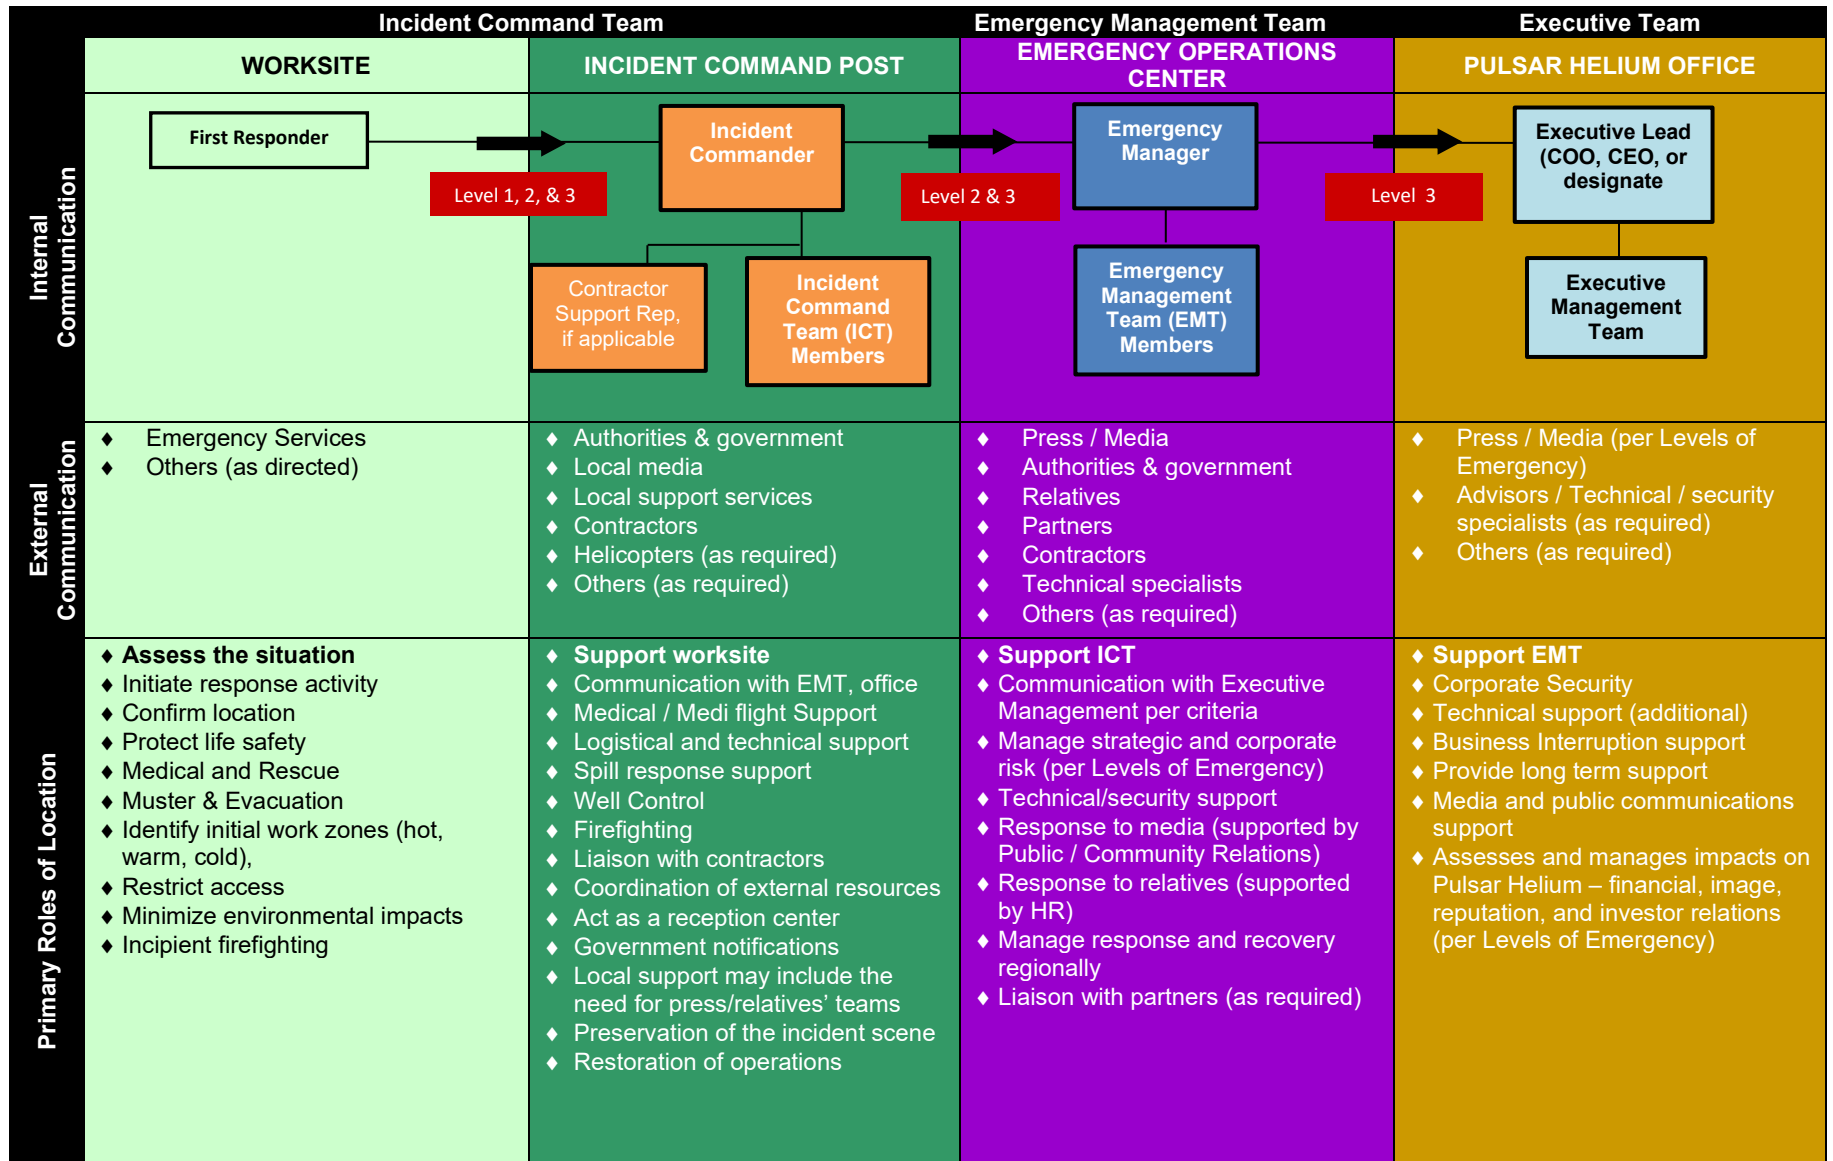 Incident Command Team
Emergency Management Team
Executive Team
WORKSITE
INCIDENT COMMAND POST
EMERGENCY OPERATIONS
CENTER
PULSAR HELIUM OFFICE
Internal
Communication
First Responder
Level 1, 2, & 3
Incident
Commander
Contractor
Support Rep,
if applicable
Incident
Command
Team (ICT)
Members
Level 2 & 3
Emergency
Manager
Emergency
Management
Team (EMT)
Members
Level  3
Executive Lead
(COO, CEO, or
designate
Executive
Management
Team
External
Communication
♦ Emergency Services
♦ Others (as directed)
♦ Authorities & government
♦ Local media
♦ Local support services
♦ Contractors
♦ Helicopters (as required)
♦ Others (as required)
♦ Press / Media
♦ Authorities & government
♦ Relatives
♦ Partners
♦ Contractors
♦ Technical specialists
♦ Others (as required)
♦ Press / Media (per Levels of
Emergency)
♦ Advisors / Technical / security
specialists (as required)
♦ Others (as required)
Primary Roles of Location
♦ Assess the situation
♦ Initiate response activity
♦ Confirm location
♦ Protect life safety
♦ Medical and Rescue
♦ Muster & Evacuation
♦ Identify initial work zones (hot,
warm, cold),
♦ Restrict access
♦ Minimize environmental impacts
♦ Incipient firefighting
♦ Support worksite
♦ Communication with EMT, office
♦ Medical / Medi flight Support
♦ Logistical and technical support
♦ Spill response support
♦ Well Control
♦ Firefighting
♦ Liaison with contractors
♦ Coordination of external resources
♦ Act as a reception center
♦ Government notifications
♦ Local support may include the
need for press/relatives’ teams
♦ Preservation of the incident scene
♦ Restoration of operations
♦ Support ICT
♦ Communication with Executive
Management per criteria
♦ Manage strategic and corporate
risk (per Levels of Emergency)
♦ Technical/security support
♦ Response to media (supported by
Public / Community Relations)
♦ Response to relatives (supported
by HR)
♦ Manage response and recovery
regionally
♦ Liaison with partners (as required)
♦ Support EMT
♦ Corporate Security
♦ Technical support (additional)
♦ Business Interruption support
♦ Provide long term support
♦ Media and public communications
support
♦ Assesses and manages impacts on
Pulsar Helium – financial, image,
reputation, and investor relations
(per Levels of Emergency)